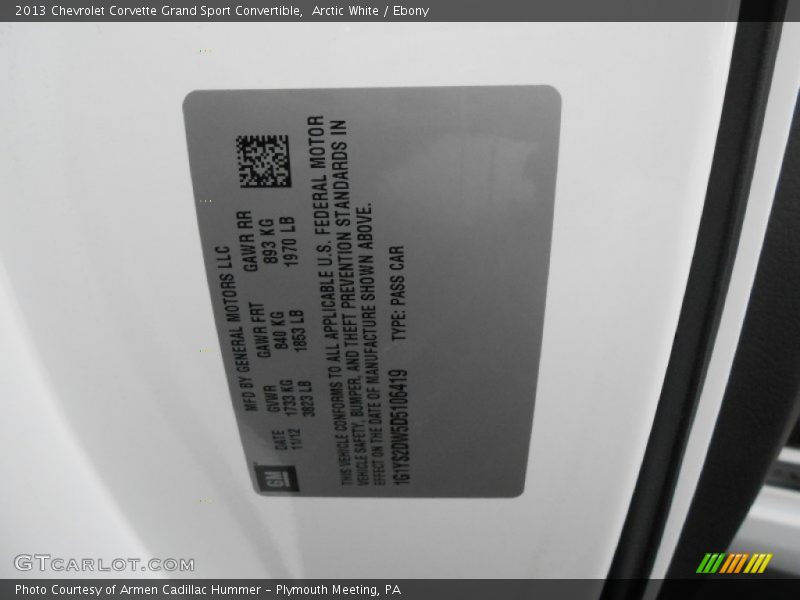 2013 Chevrolet Corvette Grand Sport Convertible,  Arctic White / Ebony
MFD BY GENERAL MOTORS LLC
DATE GVWR GAWR FRT GAWR RR
11/12 1733 KG 840 KG 893 KG
3823 LB 1853 LB 1970 LB
THIS VEHICLE CONFORMS TO ALL APPLICABLE U.S. FEDERAL MOTOR
VEHICLE SAFETY, BUMPER, AND THEFT PREVENTION STANDARDS IN
EFFECT ON THE DATE OF MANUFACTURE SHOWN ABOVE.
1G1YS2DW5D5106419 TYPE: PASS CAR
GM
GTCARLOT.COM
Photo Courtesy of Armen Cadillac Hummer – Plymouth Meeting, PA